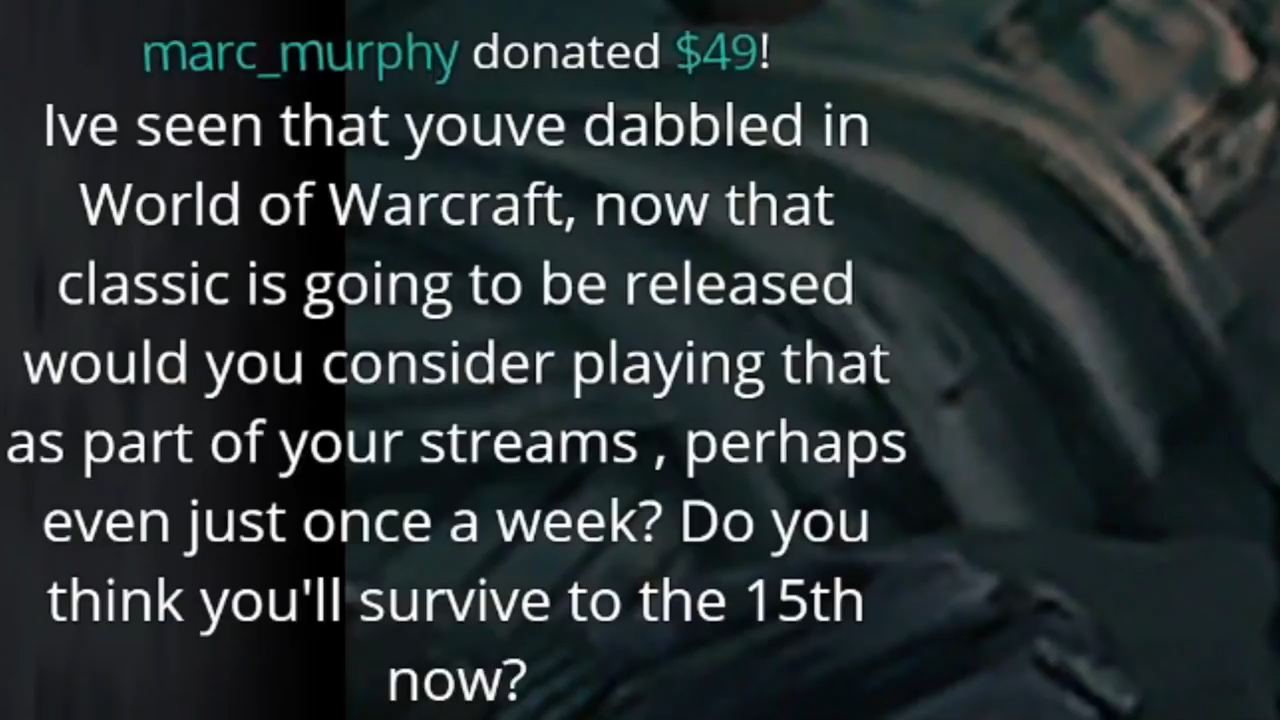 marc_murphy donated $49!
Ive seen that youve dabbled in
World of Warcraft, now that
classic is going to be released
would you consider playing that
as part of your streams , perhaps
even just once a week? Do you
think you'll survive to the 15th
now?